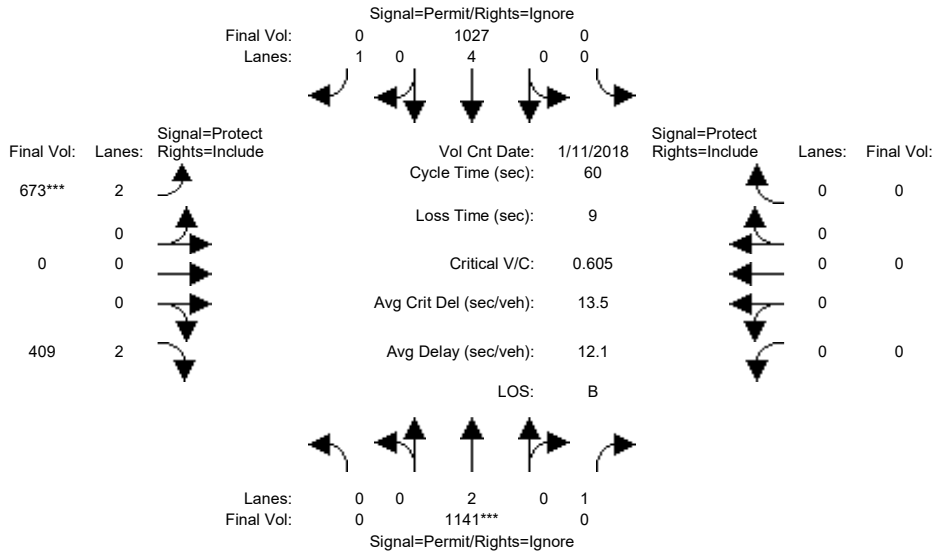 Signal=Permit/Rights=Ignore
Final Vol: 0 1027 0
Lanes: 1 0 4 0 0
Signal=Protect
Final Vol: Lanes: Rights=Include
Vol Cnt Date: 1/11/2018
Signal=Protect
Rights=Include Lanes: Final Vol:
Cycle Time (sec): 60
673*** 2
0 0
Loss Time (sec): 9
0
0
0 0
Critical V/C: 0.605
0 0
0
Avg Crit Del (sec/veh): 13.5
0
409 2
Avg Delay (sec/veh): 12.1
0 0
LOS: B
Lanes: 0 0 2 0 1
Final Vol: 0 1141*** 0
Signal=Permit/Rights=Ignore